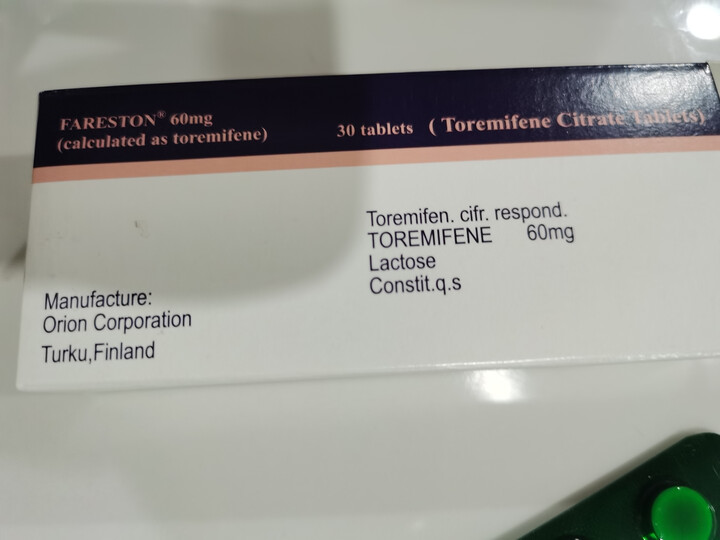 FARESTON® 60mg
(calculated as toremifene)
30 tablets ( Toremifene Citrate Tablets)
Toremifen. cifr. respond.
TOREMIFENE 60mg
Lactose
Constit.q.s
Manufacture:
Orion Corporation
Turku,Finland